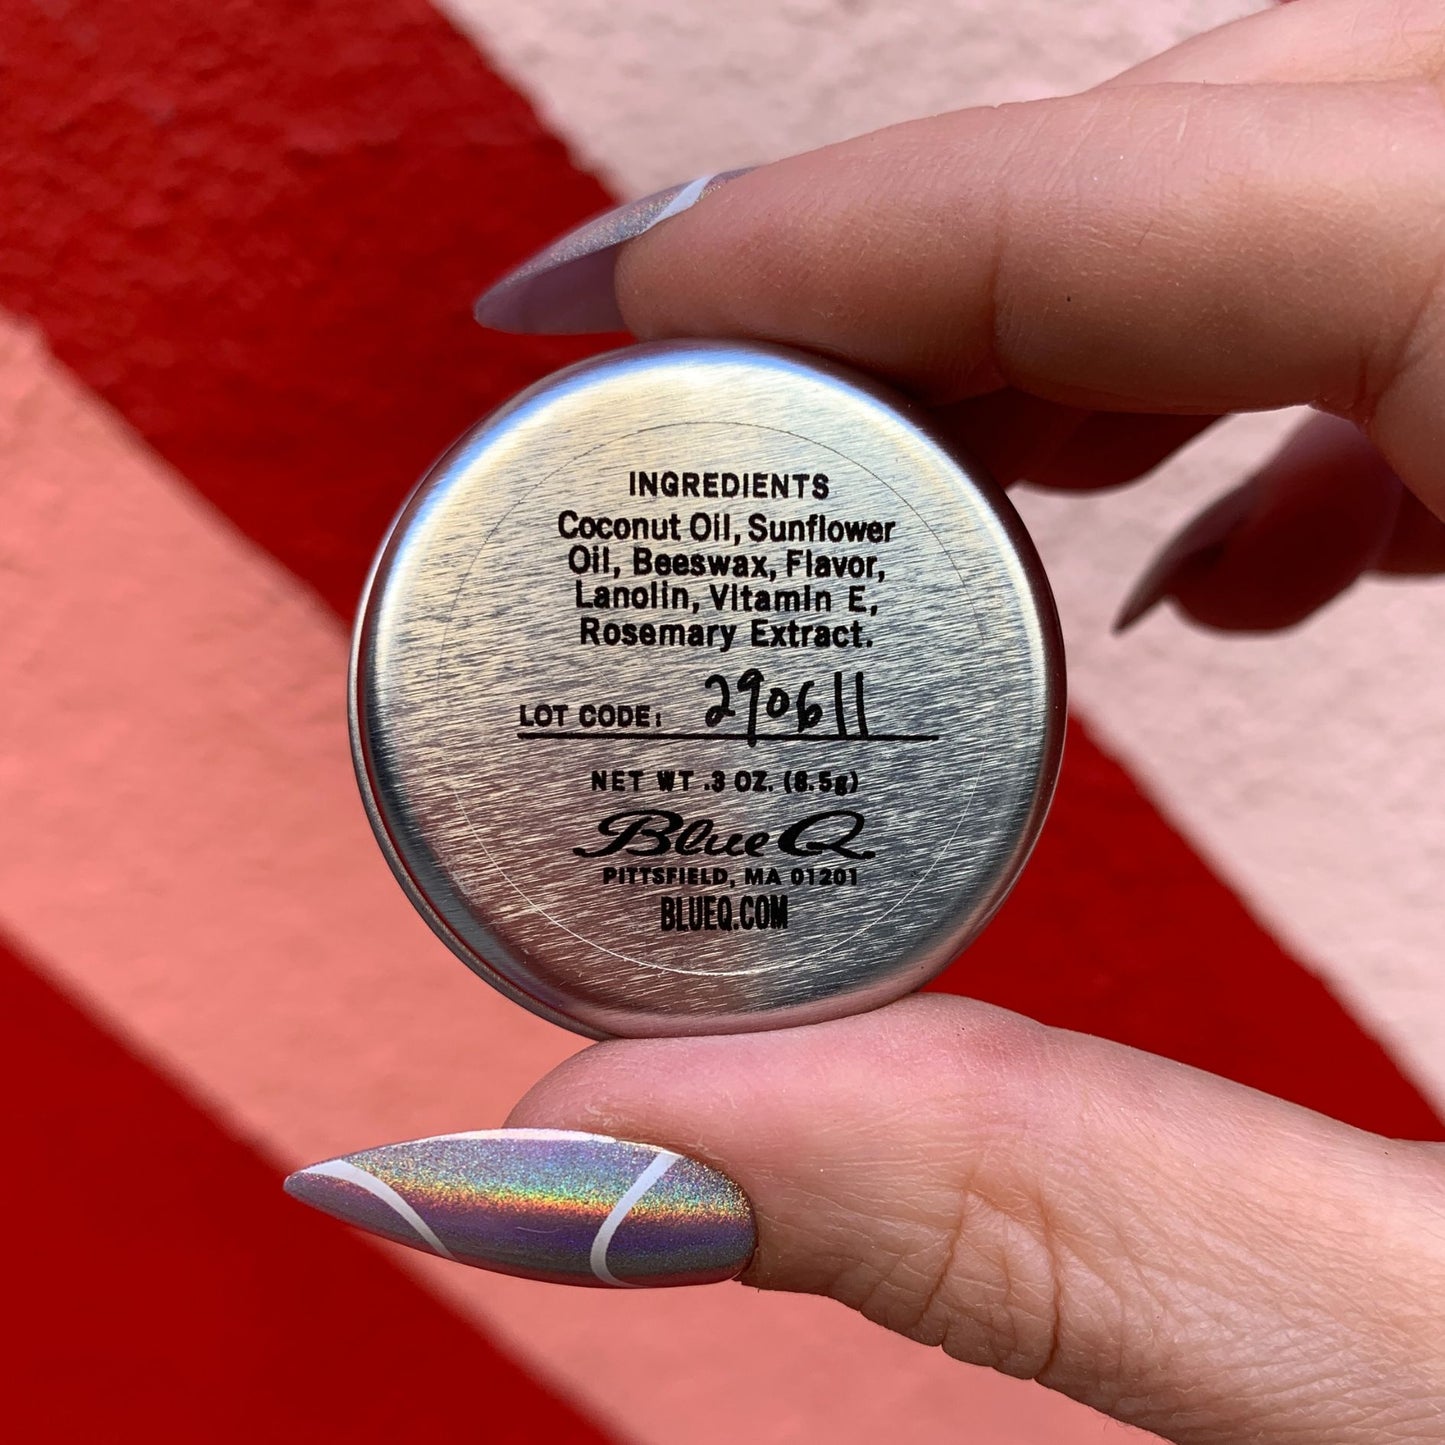 INGREDIENTS
Coconut Oil, Sunflower
Oil, Beeswax, Flavor,
Lanolin, Vitamin E,
Rosemary Extract.
LOT CODE: 290611
NET WT .3 OZ. (8.5g)
Blue Q
PITTSFIELD, MA 01201
BLUEQ.COM